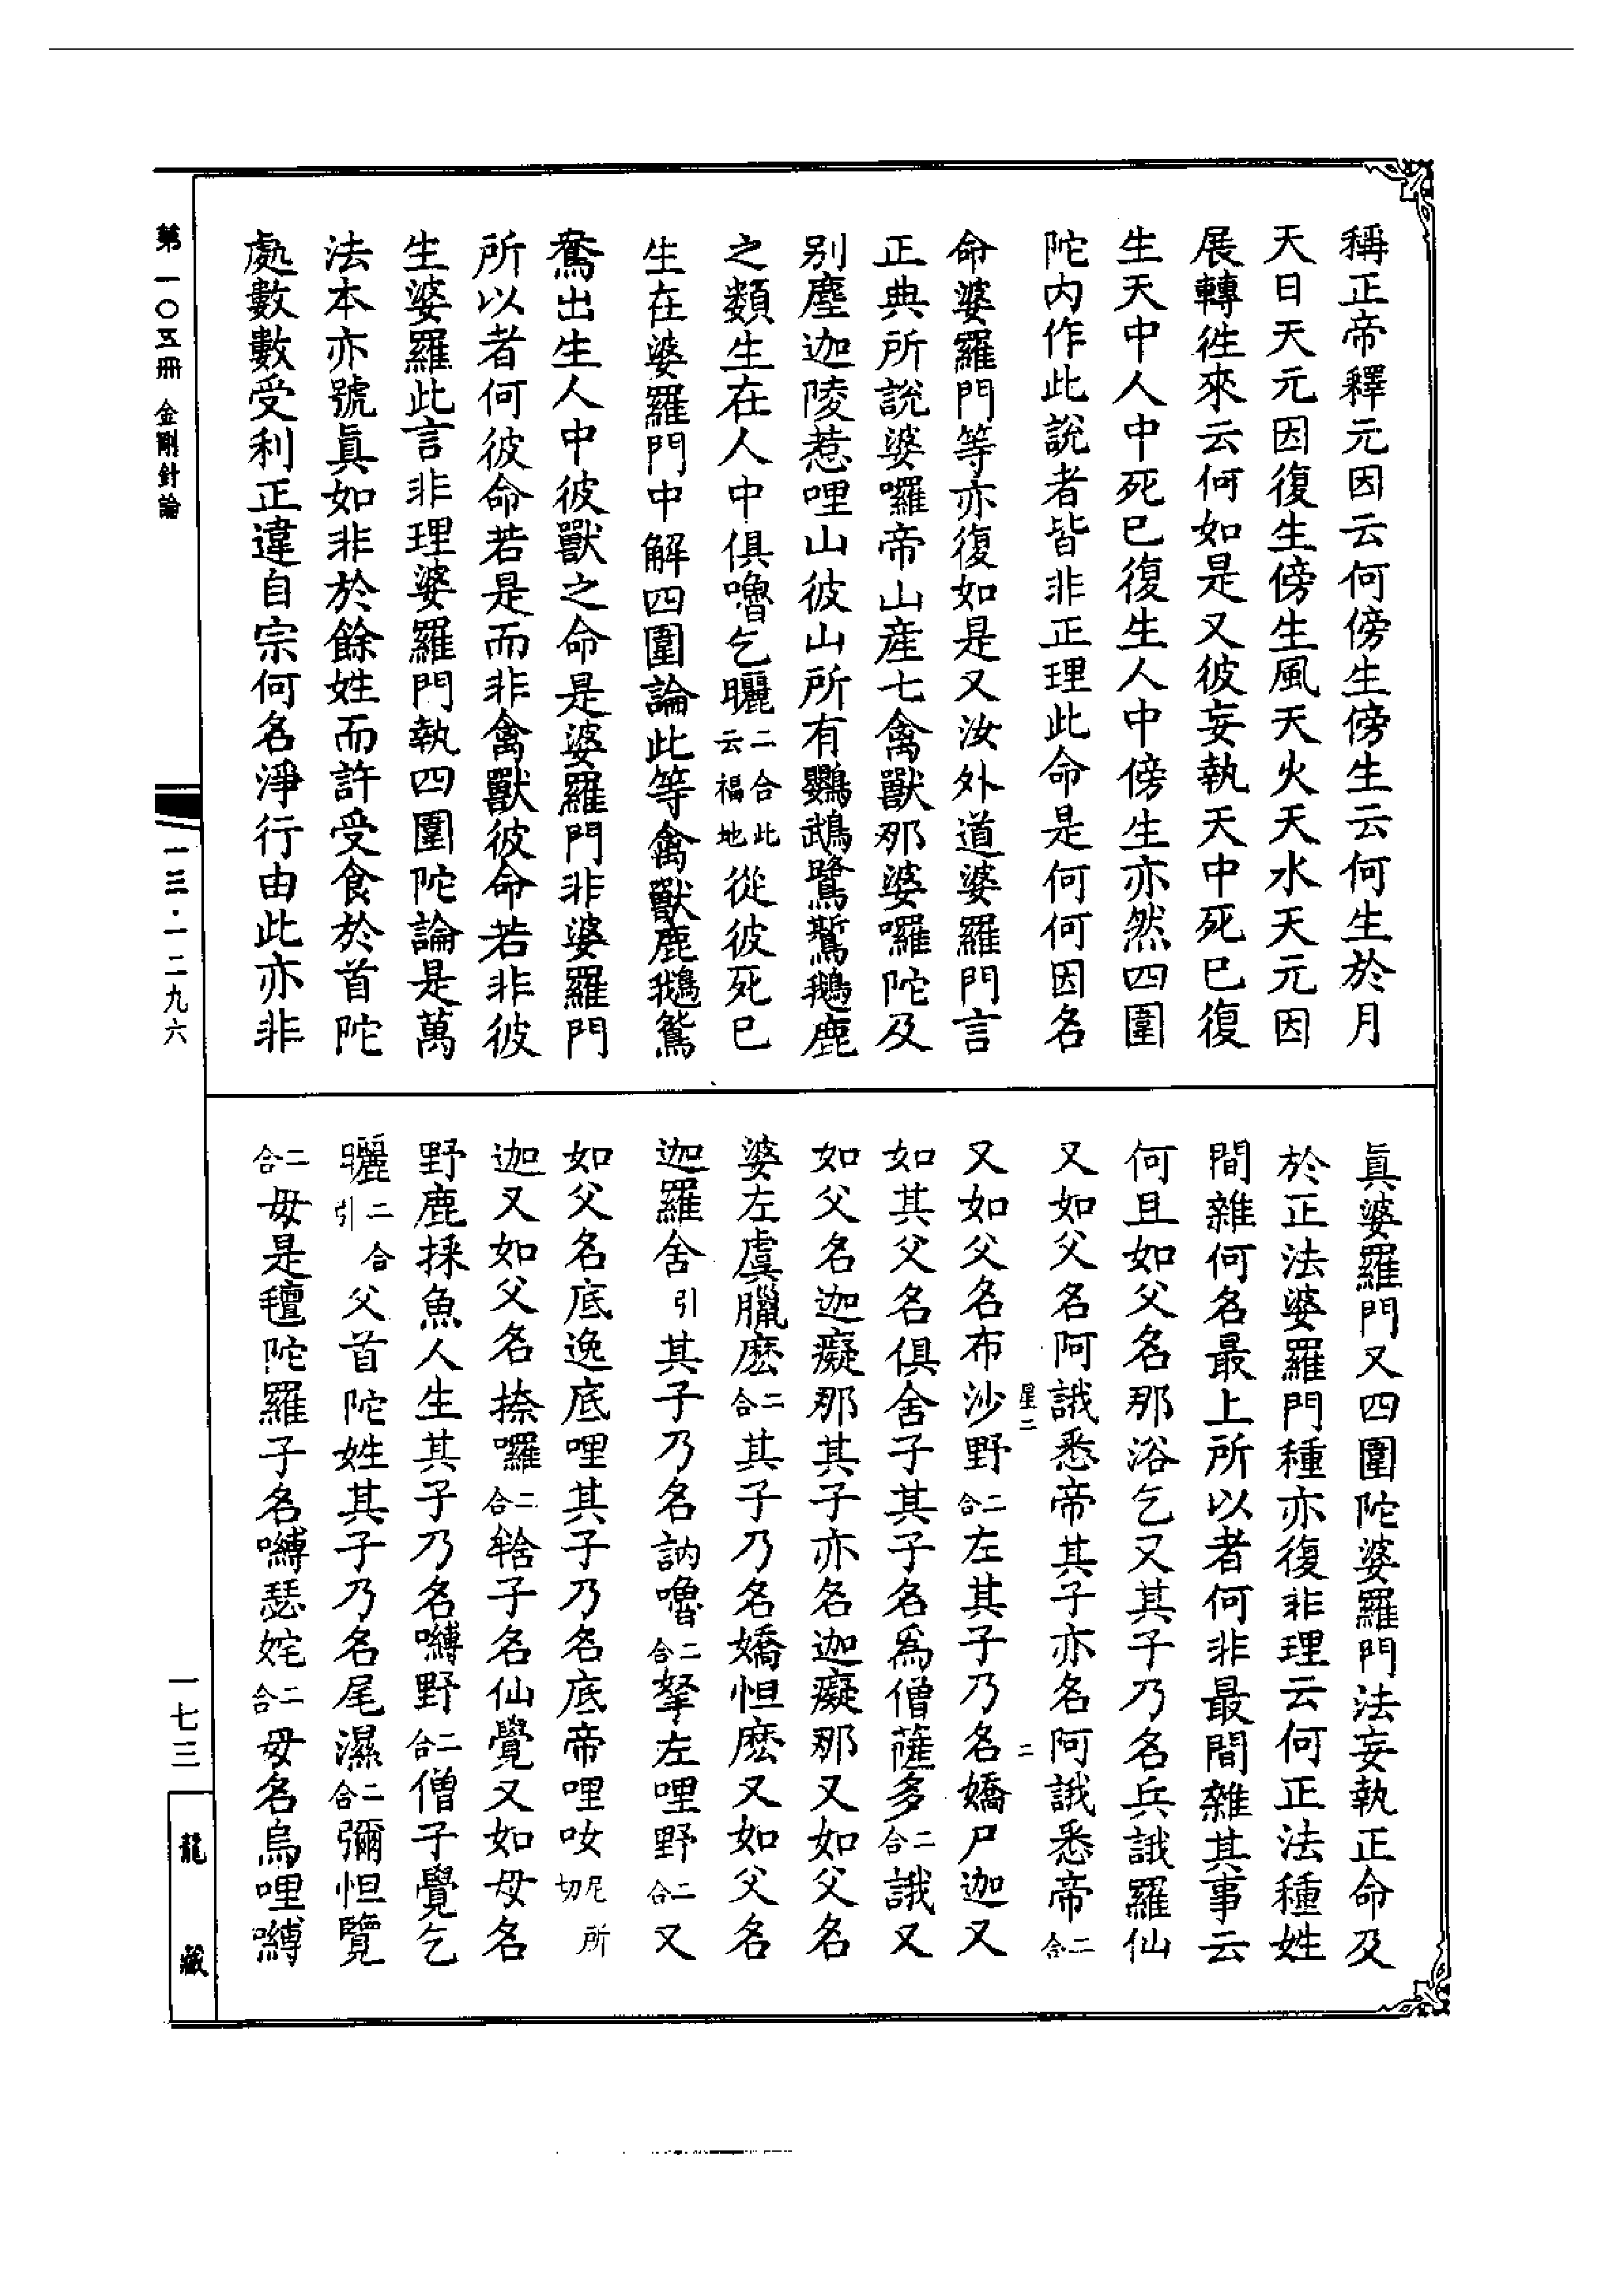 稱正帝釋元因云何傍生傍生云何生於月
天日天元因復生傍生風天火天水天元因
展轉徃來云何如是又彼妄執天中死已復
生天中人中死已復生人中傍生亦然四圍
陀内作此說者皆非正理此命是何何因名
命婆羅門等亦復如是又汝外道婆羅門言
正典所說婆囉帝山産七禽獸那婆囉陀及
别塵迦陵惹哩山彼山所有鸚鵡鷺鷲鵝鹿
之類生在人中俱嚕乞𭉨二合此云福地從彼死已
生在婆羅門中解四圍論此等禽獸鹿鵝鴛
鴦出生人中彼獸之命是婆羅門非婆羅門
所以者何彼命若是而非禽獸彼命若非彼
生婆羅此言非理婆羅門執四圍陀論是萬
法本亦號眞如非於餘姓而許受食於首陀
處數數受利正違自宗何名淨行由此亦非
眞婆羅門又四圍陀婆羅門法妄執正命及
於正法婆羅門種亦復非理云何正法種姓
間雜何名最上所以者何非最間雜其事云
何且如父名那浴乞又其子乃名兵誐羅仙
又如父名阿誐悉帝其子亦名阿誐悉帝二合
又如父名布沙野二合左其子乃名嬌尸迦又
如其父名俱舍子其子名爲僧薩多二合誐又
如父名迦癡那其子亦名迦癡那又如父名
婆左虞臘麽二合其子乃名嬌怛麽又如父名
迦羅舍引其子乃名訥嚕二合拏左哩野二合又
如父名底逸底哩其子乃名底帝哩呅尼所切
迦又如父名捺囉二合𤙖子名仙覺又如母名
野鹿採魚人生其子乃名嚩野二合僧子覺乞
𭉨二合引父首陀姓其子乃名尾濕二合彌怛覽
二合母是氊陀羅子名嚩瑟姹二合母名烏哩嚩
星二
二
第一〇五冊 金剛針論
一三·一二九六
一七三
龍藏